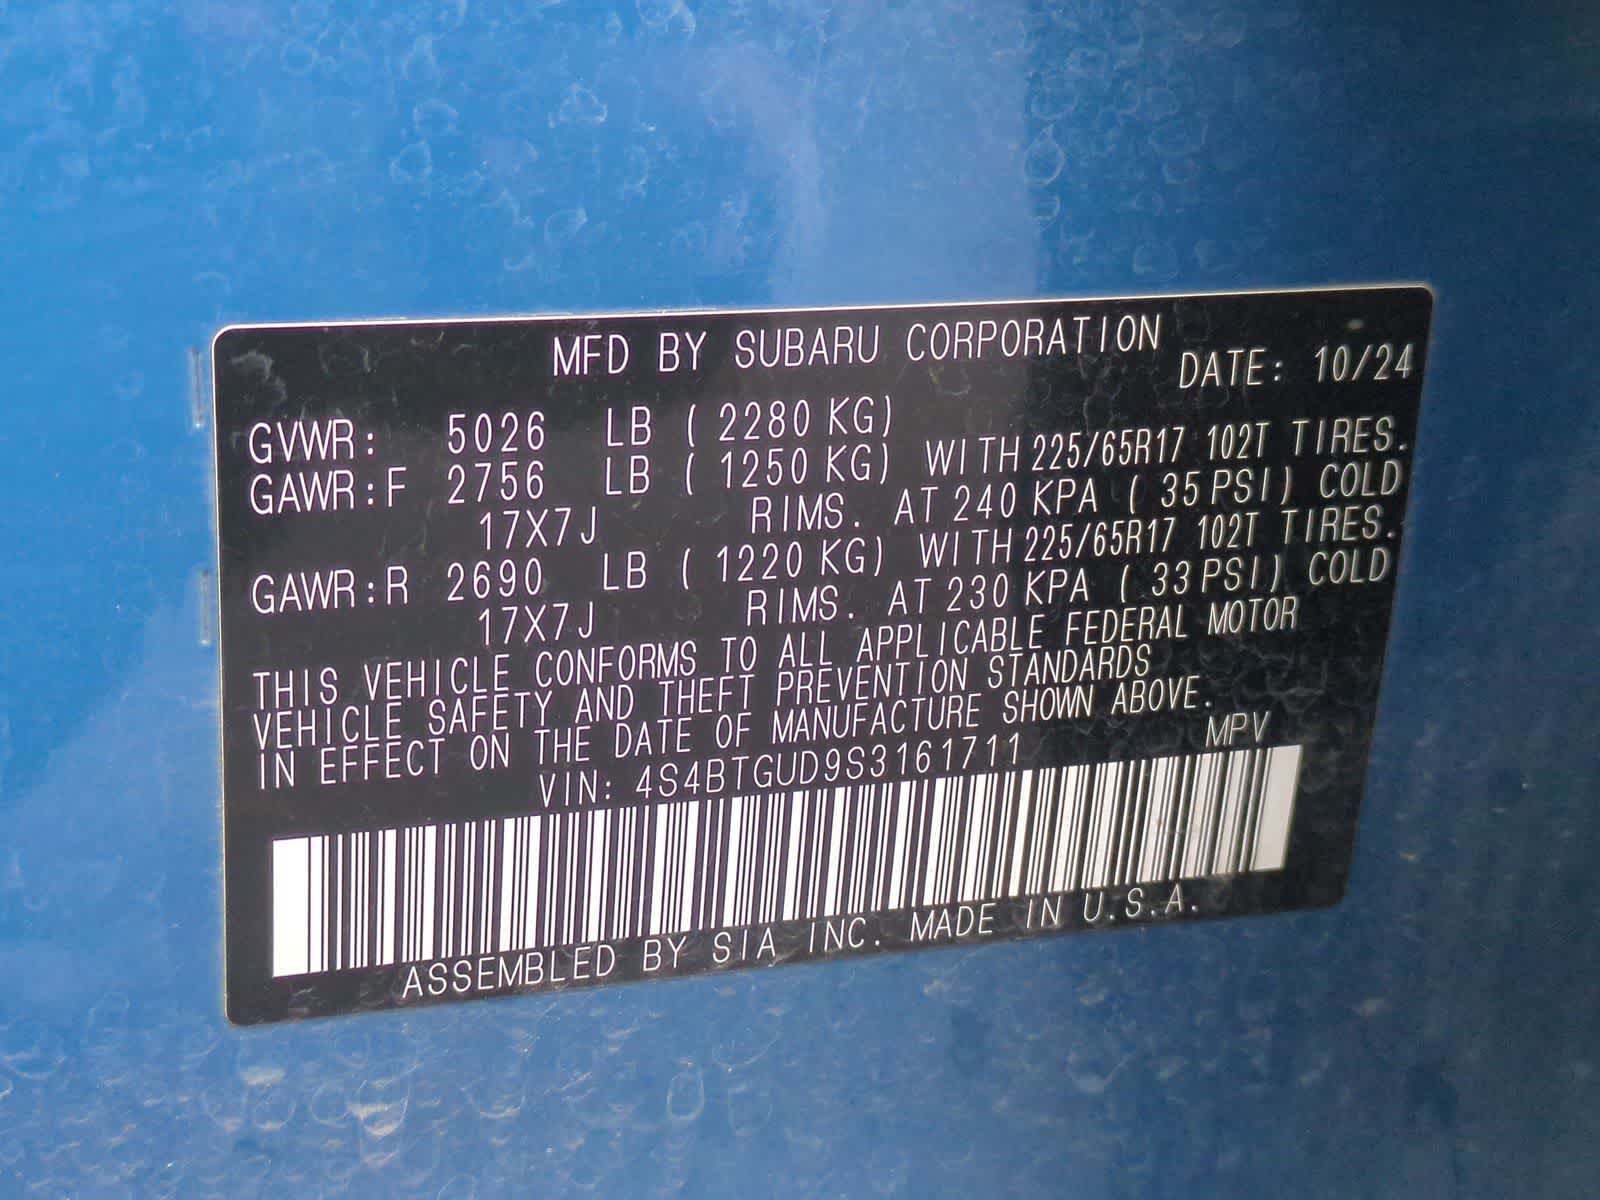 MFD BY SUBARU CORPORATION
DATE: 10/24
GVWR: 5026 LB ( 2280 KG)
GAWR:F 2756 LB ( 1250 KG) WITH 225/65R17 102T TIRES.
17X7J RIMS. AT 240 KPA ( 35 PSI) COLD
GAWR:R 2690 LB ( 1220 KG) WITH 225/65R17 102T TIRES.
17X7J RIMS. AT 230 KPA ( 33 PSI) COLD
THIS VEHICLE CONFORMS TO ALL APPLICABLE FEDERAL MOTOR
VEHICLE SAFETY AND THEFT PREVENTION STANDARDS
IN EFFECT ON THE DATE OF MANUFACTURE SHOWN ABOVE.
VIN: 4S4BTGUD9S3161711 MPV
ASSEMBLED BY SIA INC. MADE IN U.S.A.